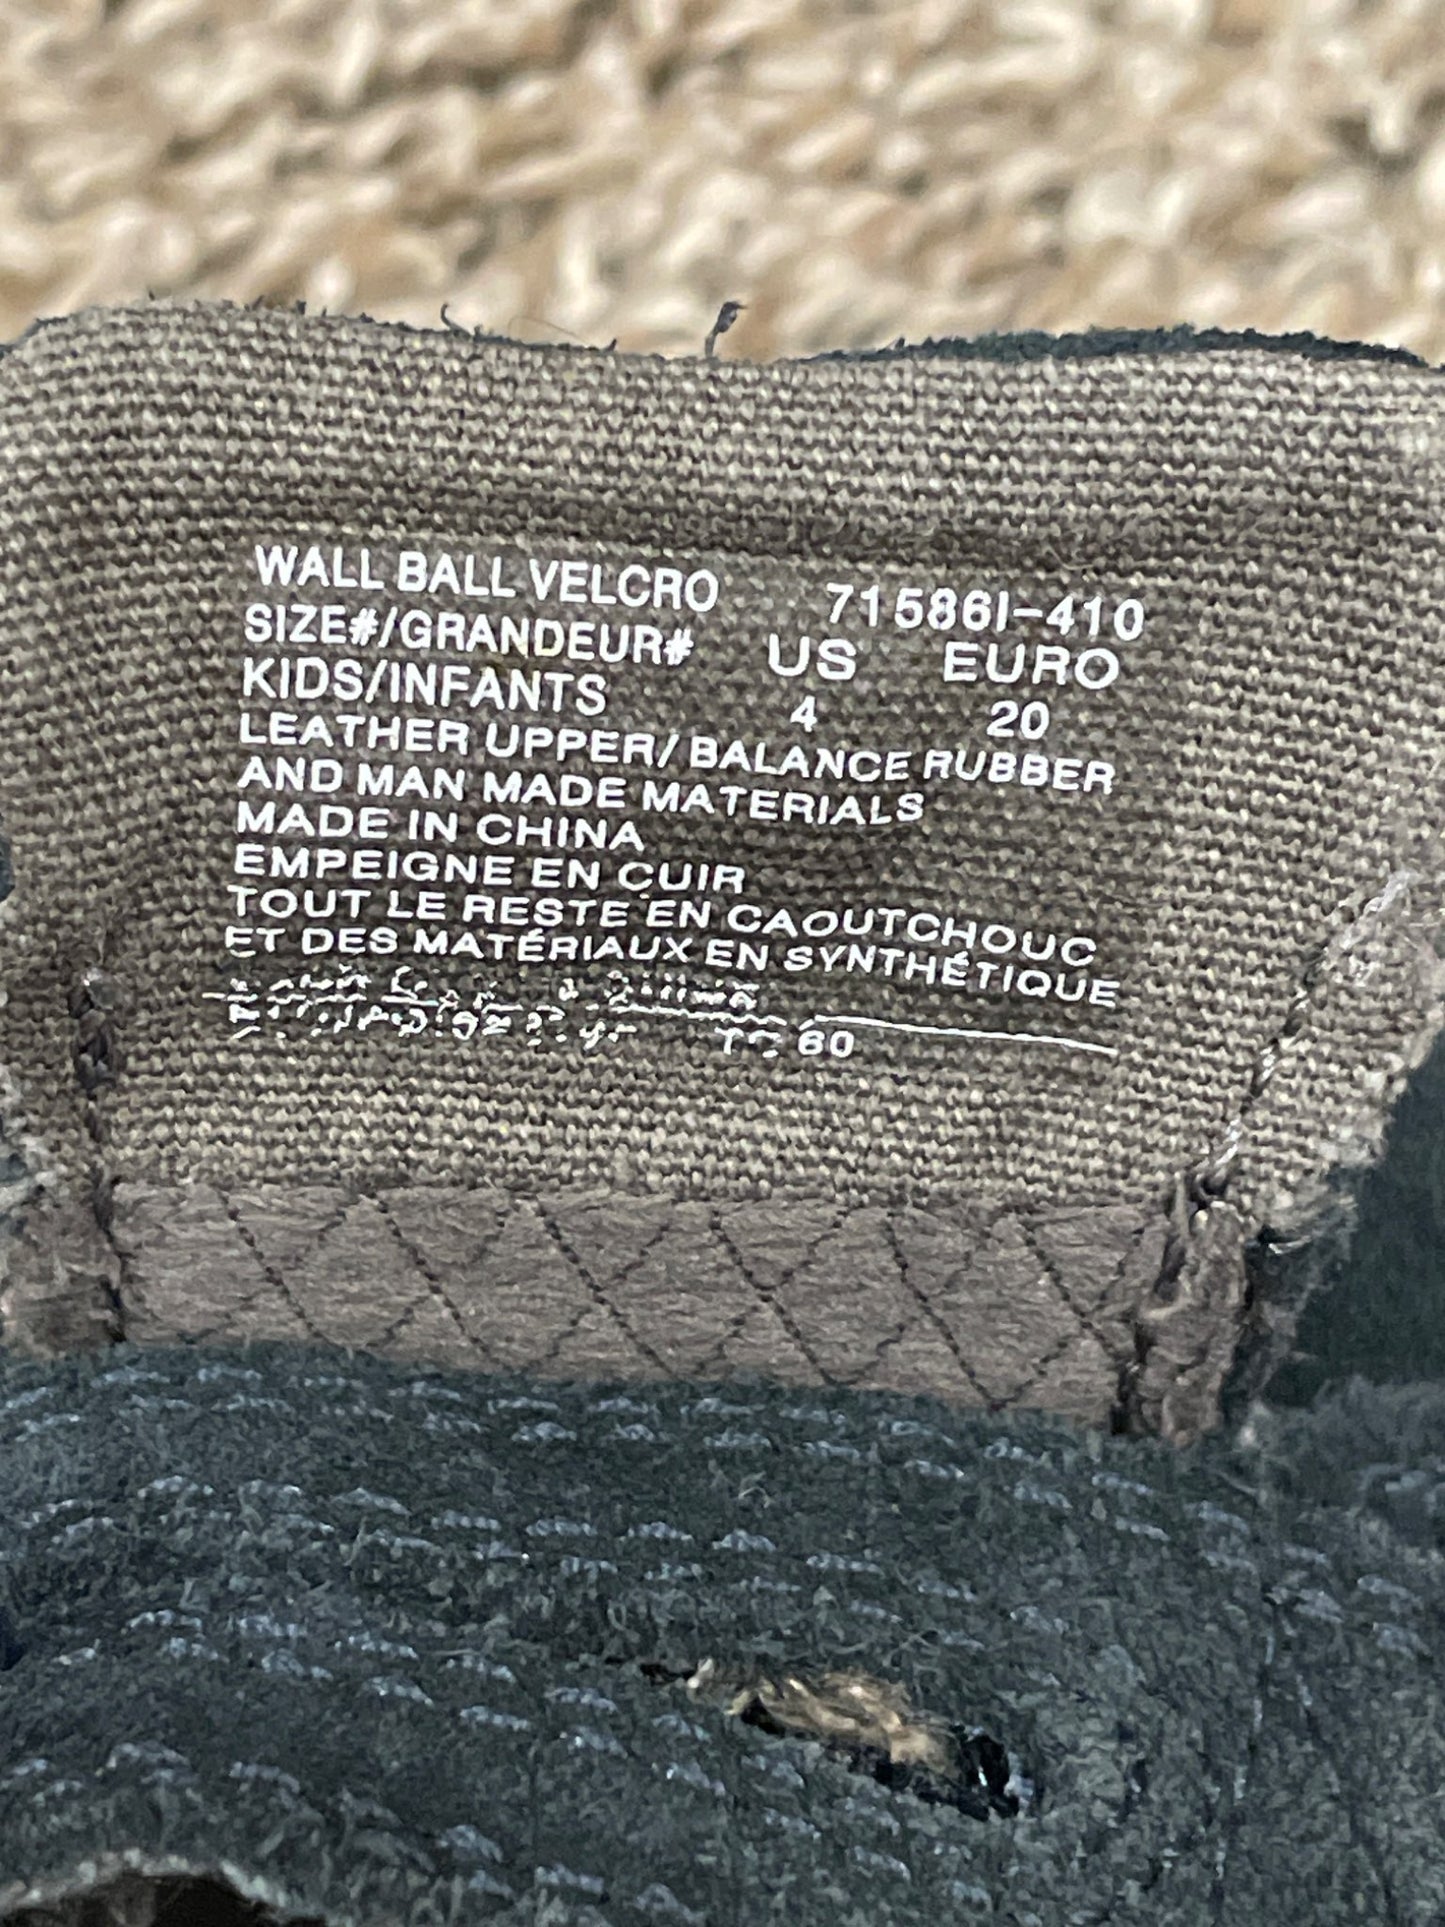 WALL BALL VELCRO 715861-410
SIZE#/GRANDEUR# US EURO
KIDS/INFANTS 4 20
LEATHER UPPER/ BALANCE RUBBER
AND MAN MADE MATERIALS
MADE IN CHINA
EMPEIGNE EN CUIR
TOUT LE RESTE EN CAOUTCHOUC
ET DES MATÉRIAUX EN SYNTHÉTIQUE
60